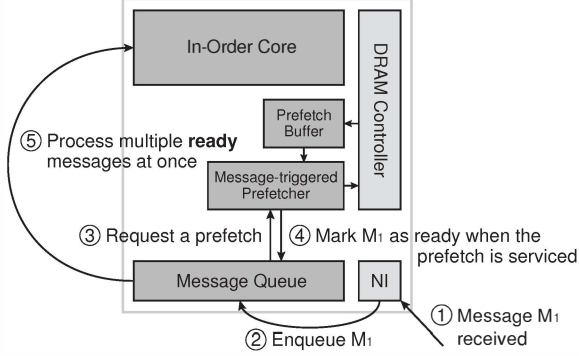 In-Order Core
DRAM Controller
Prefetch
Buffer
⑤ Process multiple ready
messages at once
Message-triggered
Prefetcher
③ Request a prefetch
④ Mark M₁ as ready when the
prefetch is serviced
Message Queue
NI
① Message M₁
received
② Enqueue M₁